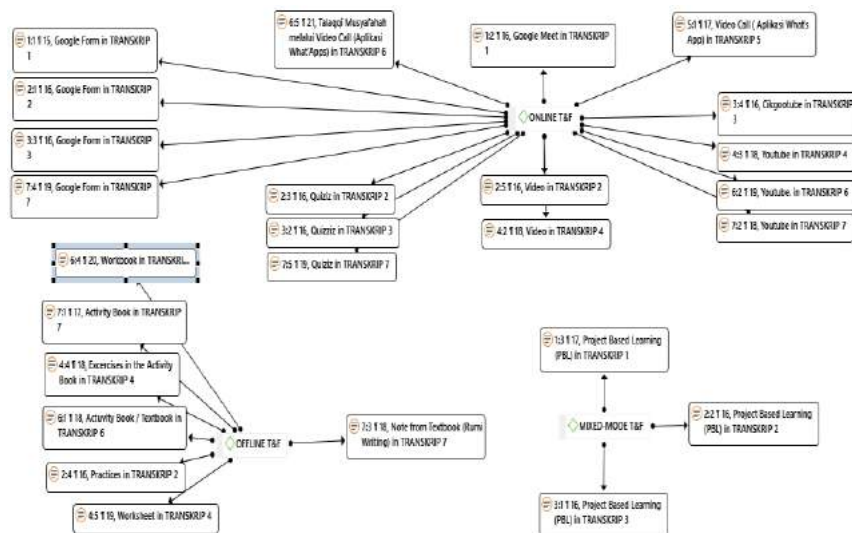 1:1 ¶ 15, Google Form in TRANSKRIP
1
2:1 ¶ 16, Google Form in TRANSKRIP
2
3:3 ¶ 16, Google Form in TRANSKRIP
3
7:4 ¶ 19, Google Form in TRANSKRIP
7
6:5 ¶ 21, Talaqqi Musyafahah
melalui Video Call (Aplikasi
What'Apps) in TRANSKRIP 6
1:2 ¶ 16, Google Meet in TRANSKRIP
1
5:1 ¶ 17, Video Call ( Aplikasi What's
App) in TRANSKRIP 5
ONLINE T&F
3:4 ¶ 16, Cikgootube in TRANSKRIP
3
4:3 ¶ 18, Youtube in TRANSKRIP 4
6:2 ¶ 19, Youtube. in TRANSKRIP 6
7:2 ¶ 18, Youtube in TRANSKRIP 7
2:3 ¶ 16, Quiziz in TRANSKRIP 2
3:2 ¶ 16, Quizziz in TRANSKRIP 3
7:5 ¶ 19, Quiziz in TRANSKRIP 7
2:5 ¶ 16, Video in TRANSKRIP 2
4:2 ¶ 18, Video in TRANSKRIP 4
6:4 ¶ 20, Workbook in TRANSKRI...
7:1 ¶ 17, Activity Book in TRANSKRIP
7
4:4 ¶ 18, Excercises in the Activity
Book in TRANSKRIP 4
6:1 ¶ 18, Actuvity Book / Textbook in
TRANSKRIP 6
2:4 ¶ 16, Practices in TRANSKRIP 2
4:5 ¶ 19, Worksheet in TRANSKRIP 4
OFFLINE T&F
7:3 ¶ 18, Note from Textbook (Rumi
Writing) in TRANSKRIP 7
1:3 ¶ 17, Project Based Learning
(PBL) in TRANSKRIP 1
MIXED-MODE T&F
2:2 ¶ 16, Project Based Learning
(PBL) in TRANSKRIP 2
3:1 ¶ 16, Project Based Learning
(PBL) in TRANSKRIP 3